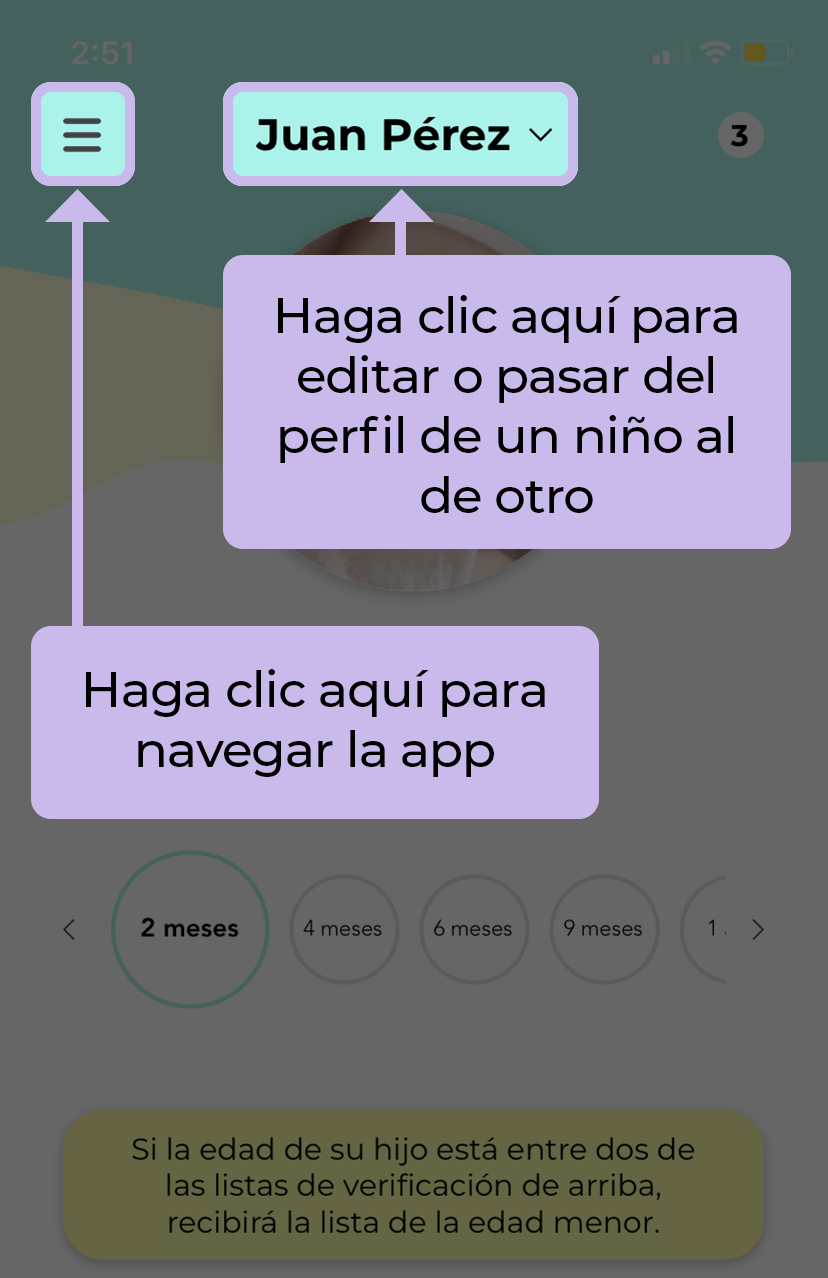 2:51
Juan Pérez
3
Haga clic aquí para
editar o pasar del
perfil de un niño al
de otro
Haga clic aquí para
navegar la app
2 meses
4 meses
6 meses
9 meses
1
Si la edad de su hijo está entre dos de
las listas de verificación de arriba,
recibirá la lista de la edad menor.